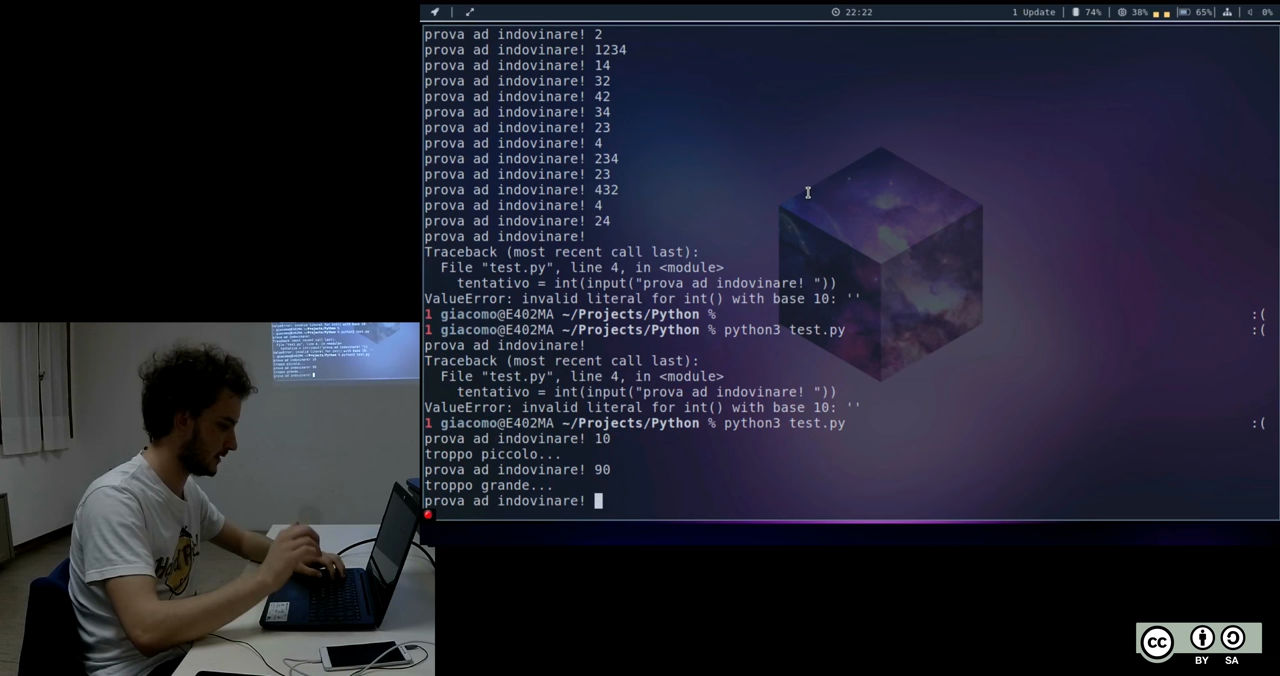 22:22 1 Update 74% 38% 65% 0%
prova ad indovinare! 2
prova ad indovinare! 1234
prova ad indovinare! 14
prova ad indovinare! 32
prova ad indovinare! 42
prova ad indovinare! 34
prova ad indovinare! 23
prova ad indovinare! 4
prova ad indovinare! 234
prova ad indovinare! 23
prova ad indovinare! 432
prova ad indovinare! 4
prova ad indovinare! 24
prova ad indovinare!
Traceback (most recent call last):
File "test.py", line 4, in <module>
tentativo = int(input("prova ad indovinare! "))
ValueError: invalid literal for int() with base 10: ''
1 giacomo@E402MA ~/Projects/Python % :(
1 giacomo@E402MA ~/Projects/Python % python3 test.py :(
prova ad indovinare!
Traceback (most recent call last):
File "test.py", line 4, in <module>
tentativo = int(input("prova ad indovinare! "))
ValueError: invalid literal for int() with base 10: ''
1 giacomo@E402MA ~/Projects/Python % python3 test.py :(
prova ad indovinare! 10
troppo piccolo...
prova ad indovinare! 90
troppo grande...
prova ad indovinare!
CC
BY SA